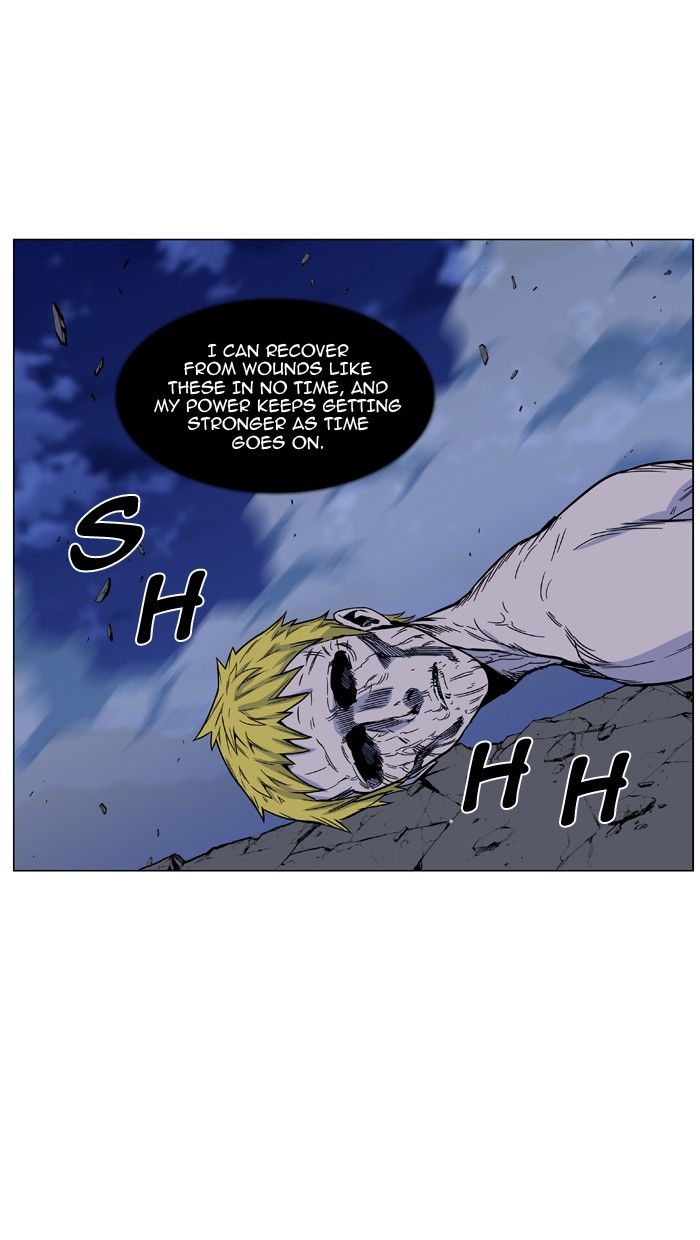 I CAN RECOVER
FROM WOUNDS LIKE
THESE IN NO TIME, AND
MY POWER KEEPS GETTING
STRONGER AS TIME
GOES ON.
S
H
H
H